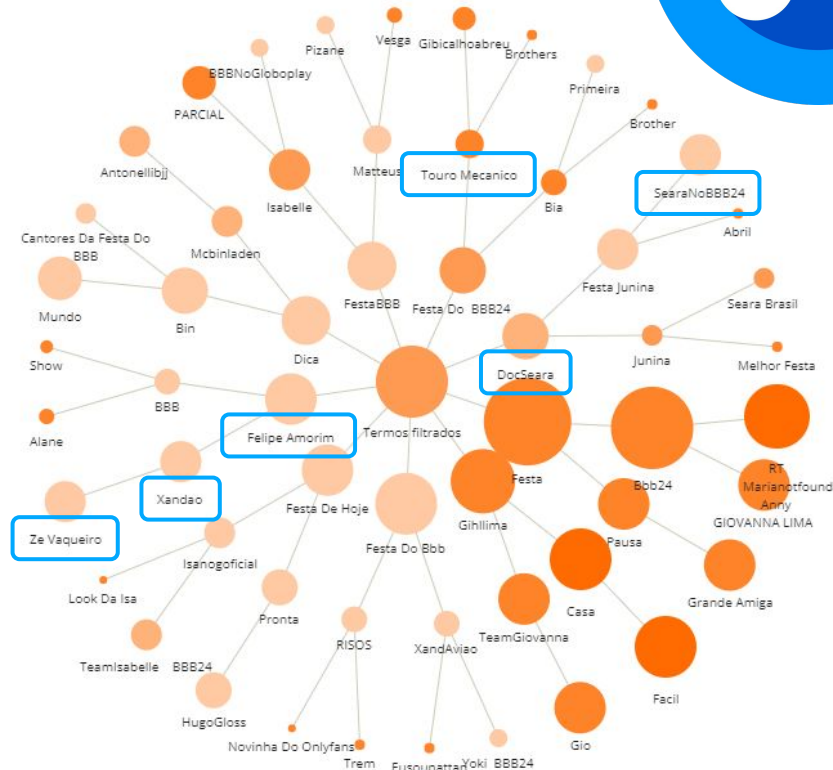 Pizane
Vesga
Gibicalhoabreu
Brothers
BBBNoGloboplay
Primeira
PARCIAL
Brother
Antonellibjj
Isabelle
Matteus
Touro Mecanico
Bia
SearaNoBBB24
Abril
Cantores Da Festa Do
BBB
Mcbinladen
Mundo
Bin
FestaBBB
Festa Do BBB24
Festa Junina
Seara Brasil
Dica
Show
BBB
DocSeara
Junina
Melhor Festa
Alane
Felipe Amorim
Termos filtrados
Festa
Bbb24
RT
Marianotfound
Anny
GIOVANNA LIMA
Xandao
Festa De Hoje
Gihllima
Pausa
Ze Vaqueiro
Isanogoficial
Festa Do Bbb
Look Da Isa
Pronta
Casa
Grande Amiga
RISOS
XandAviao
TeamGiovanna
TeamIsabelle BBB24
Facil
HugoGloss
Novinha Do Onlyfans
Trem
Yoki BBB24
Gio